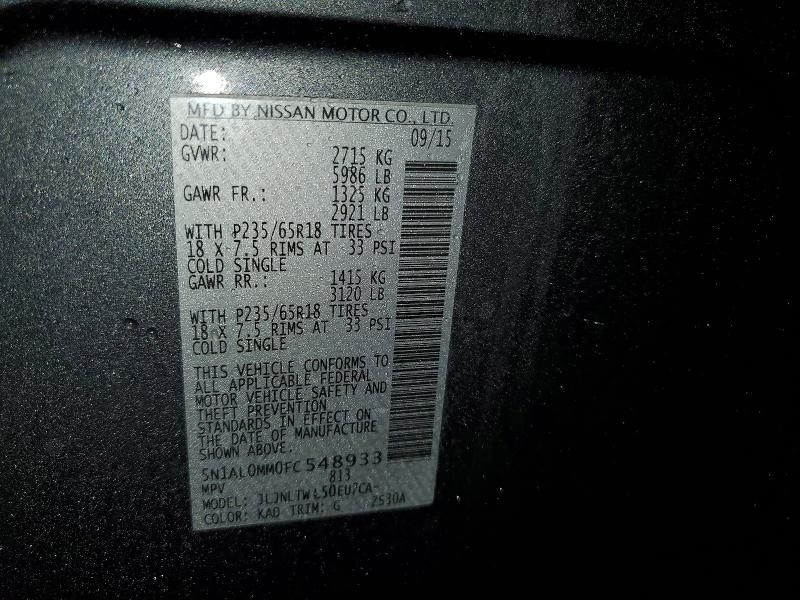 MFD BY NISSAN MOTOR CO., LTD.
DATE: 09/15
GVWR: 2715 KG
5986 LB
GAWR FR.: 1325 KG
2921 LB
WITH P235/65R18 TIRES
18 X 7.5 RIMS AT 33 PSI
COLD SINGLE
GAWR RR.: 1415 KG
3120 LB
WITH P235/65R18 TIRES
18 X 7.5 RIMS AT 33 PSI
COLD SINGLE
THIS VEHICLE CONFORMS TO
ALL APPLICABLE FEDERAL
MOTOR VEHICLE SAFETY AND
THEFT PREVENTION
STANDARDS IN EFFECT ON
THE DATE OF MANUFACTURE
SHOWN ABOVE.
5N1AL0MM0FC548933
MPV 813
MODEL:
COLOR: KAD TRIM: G 2530A